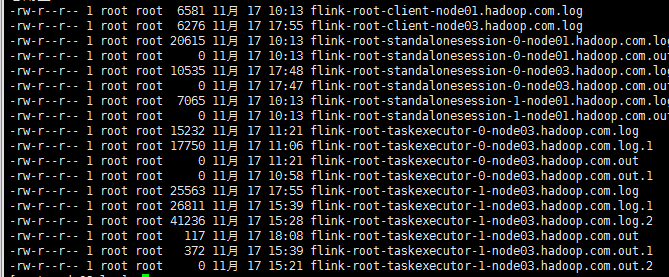 -rw-r--r-- 1 root root  6581 11月 17 10:13 flink-root-client-node01.hadoop.com.log
-rw-r--r-- 1 root root  6276 11月 17 17:55 flink-root-client-node03.hadoop.com.log
-rw-r--r-- 1 root root 20615 11月 17 10:13 flink-root-standalonesession-0-node01.hadoop.com.log
-rw-r--r-- 1 root root     0 11月 17 10:13 flink-root-standalonesession-0-node01.hadoop.com.out
-rw-r--r-- 1 root root 10535 11月 17 17:48 flink-root-standalonesession-0-node03.hadoop.com.log
-rw-r--r-- 1 root root     0 11月 17 17:47 flink-root-standalonesession-0-node03.hadoop.com.out
-rw-r--r-- 1 root root  7065 11月 17 10:13 flink-root-standalonesession-1-node01.hadoop.com.log
-rw-r--r-- 1 root root     0 11月 17 10:13 flink-root-standalonesession-1-node01.hadoop.com.out
-rw-r--r-- 1 root root 15232 11月 17 11:21 flink-root-taskexecutor-0-node03.hadoop.com.log
-rw-r--r-- 1 root root 17750 11月 17 11:06 flink-root-taskexecutor-0-node03.hadoop.com.log.1
-rw-r--r-- 1 root root     0 11月 17 11:21 flink-root-taskexecutor-0-node03.hadoop.com.out
-rw-r--r-- 1 root root     0 11月 17 10:58 flink-root-taskexecutor-0-node03.hadoop.com.out.1
-rw-r--r-- 1 root root 25563 11月 17 17:55 flink-root-taskexecutor-1-node03.hadoop.com.log
-rw-r--r-- 1 root root 26811 11月 17 15:39 flink-root-taskexecutor-1-node03.hadoop.com.log.1
-rw-r--r-- 1 root root 41236 11月 17 15:28 flink-root-taskexecutor-1-node03.hadoop.com.log.2
-rw-r--r-- 1 root root   117 11月 17 18:08 flink-root-taskexecutor-1-node03.hadoop.com.out
-rw-r--r-- 1 root root   372 11月 17 15:39 flink-root-taskexecutor-1-node03.hadoop.com.out.1
-rw-r--r-- 1 root root     0 11月 17 15:21 flink-root-taskexecutor-1-node03.hadoop.com.out.2